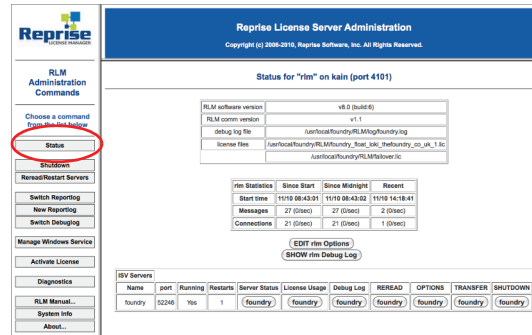 Reprise
LICENSE MANAGER
RLM
Administration
Commands
Choose a command
from the list below
Status
Shutdown
Reread/Restart Servers
Switch Reportlog
New Reportlog
Switch Debuglog
Manage Windows Service
Activate License
Diagnostics
RLM Manual...
System Info
About...
Reprise License Server Administration
Copyright (c) 2006-2010, Reprise Software, Inc. All Rights Reserved.
Status for "rlm" on kain (port 4101)
RLM software version v8.0 (build:6)
RLM comm version v1.1
debug log file /usr/local/foundry/RLM/log/foundry.log
license files /usr/local/foundry/RLM/foundry_float_loki_thefoundry_co_uk_1.lic
/usr/local/foundry/RLM/failover.lic
rlm Statistics Since Start Since Midnight Recent
Start time 11/10 08:43:01 11/10 08:43:02 11/10 14:18:41
Messages 27 (0/sec) 27 (0/sec) 2 (0/sec)
Connections 21 (0/sec) 21 (0/sec) 1 (0/sec)
EDIT rlm Options
SHOW rlm Debug Log
ISV Servers
Name port Running Restarts Server Status License Usage Debug Log REREAD OPTIONS TRANSFER SHUTDOWN
foundry 52246 Yes 1 foundry foundry foundry foundry foundry foundry foundry